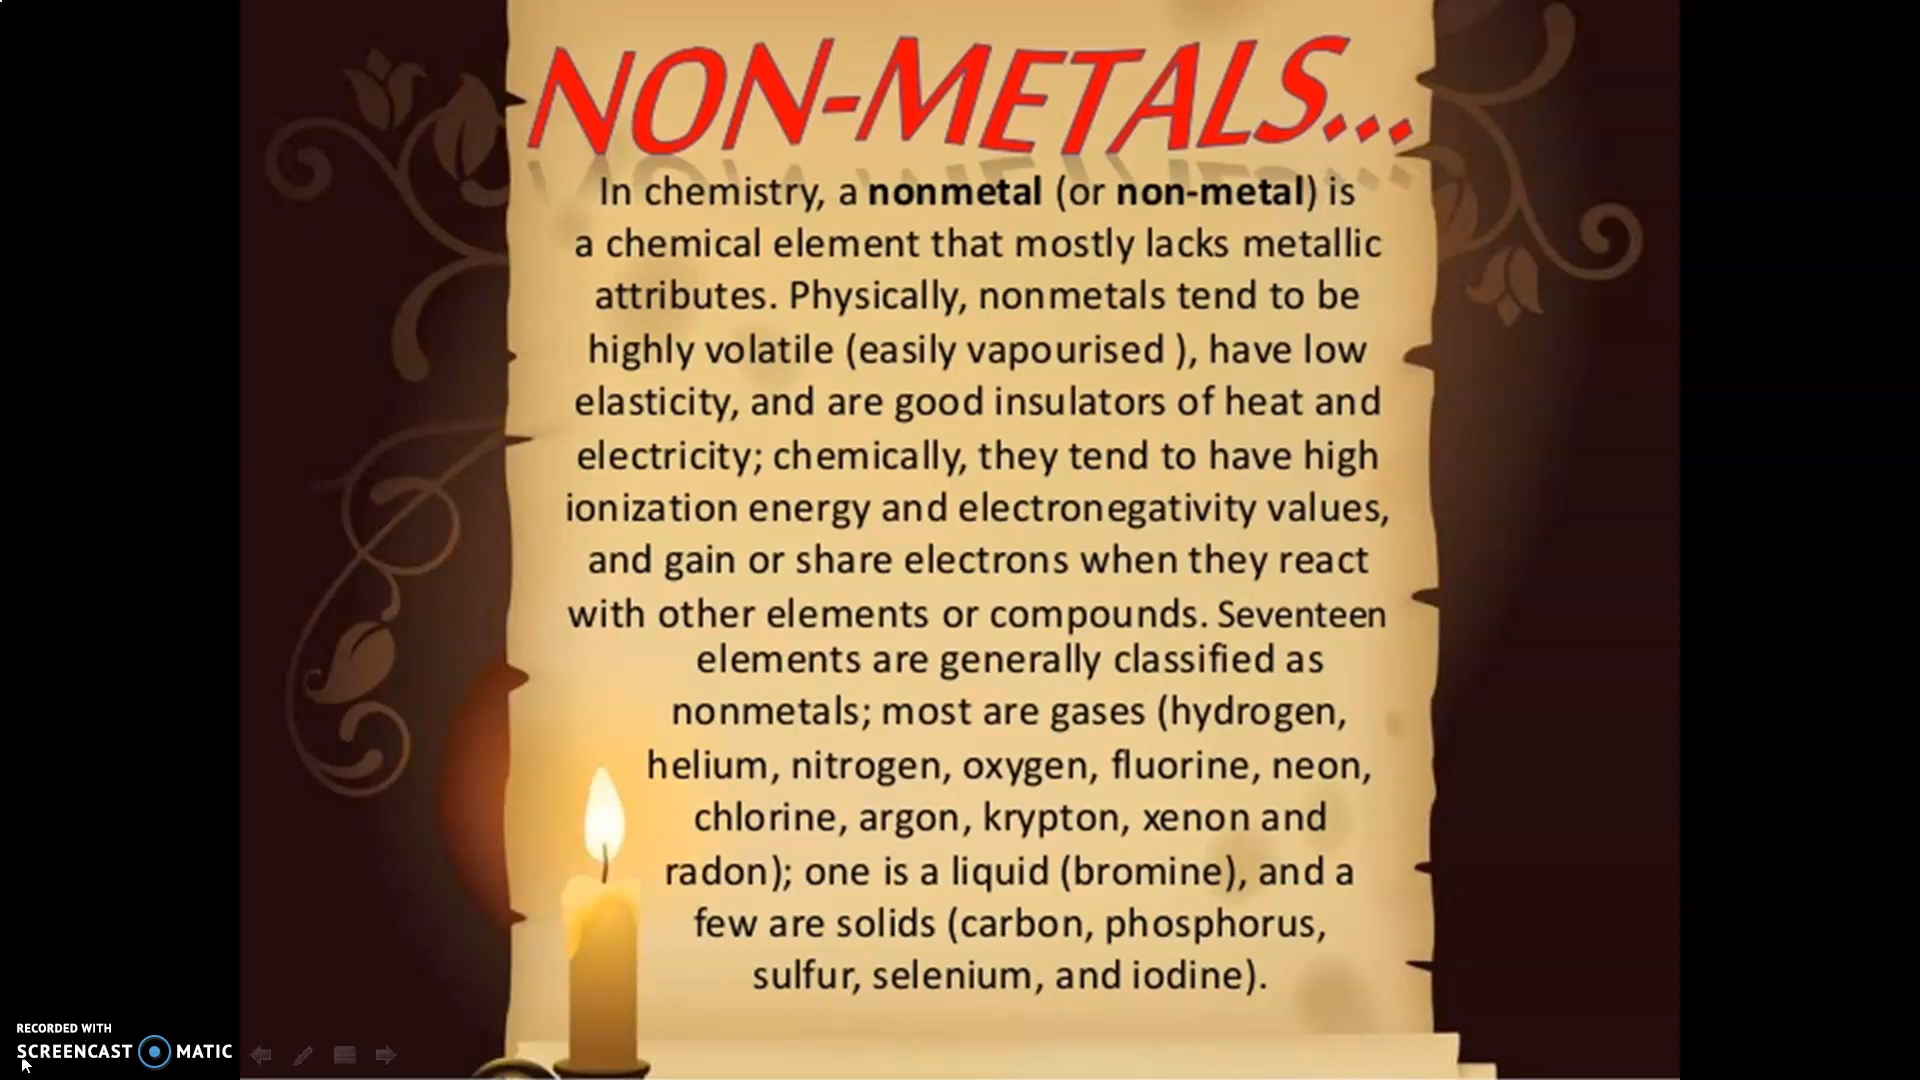 NON-METALS...
In chemistry, a nonmetal (or non-metal) is
a chemical element that mostly lacks metallic
attributes. Physically, nonmetals tend to be
highly volatile (easily vapourised ), have low
elasticity, and are good insulators of heat and
electricity; chemically, they tend to have high
ionization energy and electronegativity values,
and gain or share electrons when they react
with other elements or compounds. Seventeen
elements are generally classified as
nonmetals; most are gases (hydrogen,
helium, nitrogen, oxygen, fluorine, neon,
chlorine, argon, krypton, xenon and
radon); one is a liquid (bromine), and a
few are solids (carbon, phosphorus,
sulfur, selenium, and iodine).
RECORDED WITH
SCREENCAST MATIC